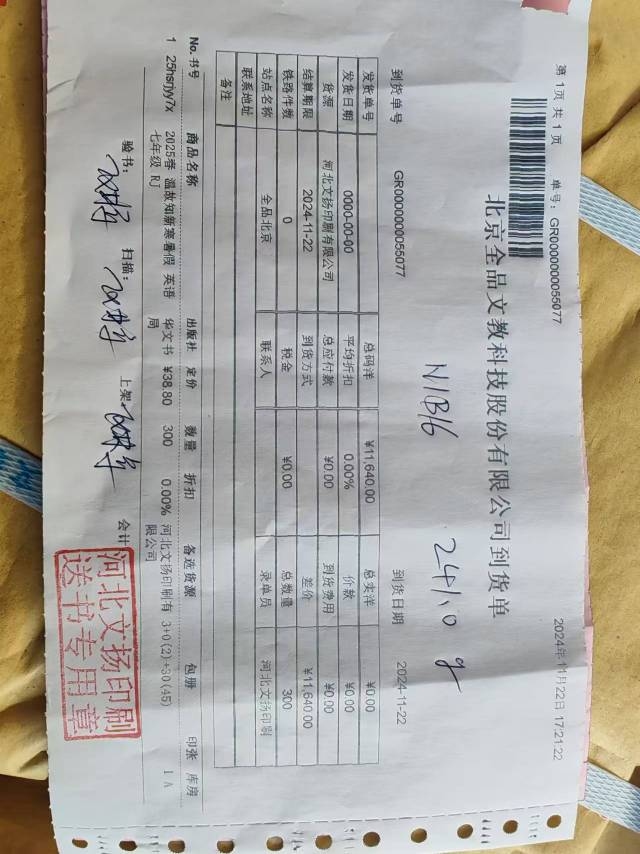 第 1页 共 1页 单号: GR0000000055077 2024年11月22日 17/21:22
北京全品文教科技股份有限公司到货单
N1B16
到货单号 GR0000000055077 到货日期 2024-11-22
发货单号 总码洋 ¥11,640.00 总实洋 ¥0.00
发货日期 0000-00-00 平均折扣 0.00% 价款 ¥0.00
货源 河北文扬印刷有限公司 总应付款 ¥0.00 到货费用 ¥0.00
结算期限 2024-11-22 到货方式 差价 ¥11,640.00
铁路件数 0 税金 ¥0.00 总数量 300
站点名称 全品北京 联系人 录单员 河北文扬印刷
联系地址
备注
No. 书号 商品名称 出版社 定价 数量 折扣 备选货源 包册 印张 库房
1 25hsrjyy7x 2025春 温故知新寒暑假 英语 华文书 ¥38.80 300 0.00% 河北文扬印刷有 3+0(2)+30(45) 1 A
七年级 RJ 局 限公司
验书: 扫描: 上架: 会计
河北文扬印刷
送书专用章